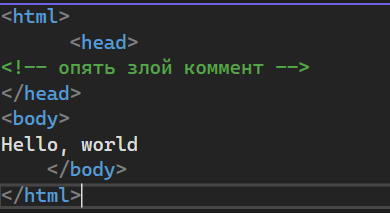 <html>
<head>
<!-- опять злой коммент -->
</head>
<body>
Hello, world
</body>
</html>